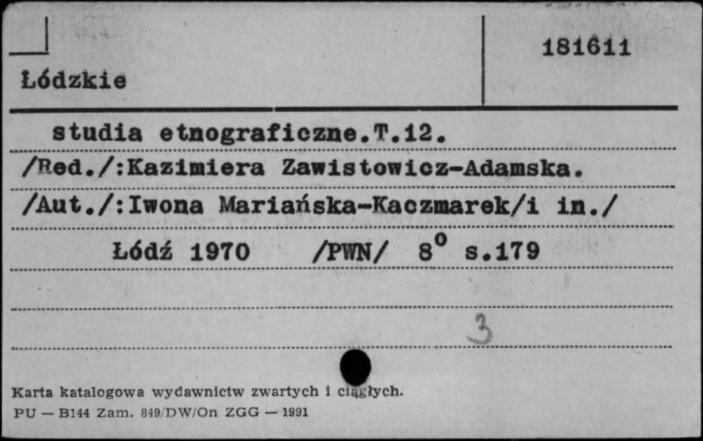 181611
Łódzkie
studia etnograficzne.T.12.
/Red./:Kazimiera Zawistowicz-Adamska.
/Aut./:Iwona Mariańska-Kaczmarek/i in./
Łódź 1970 /PWN/ 8° s.179
3
Karta katalogowa wydawnictw zwartych i ciągłych.
PU — B144 Zam. 849/DW/On ZGG — 1991